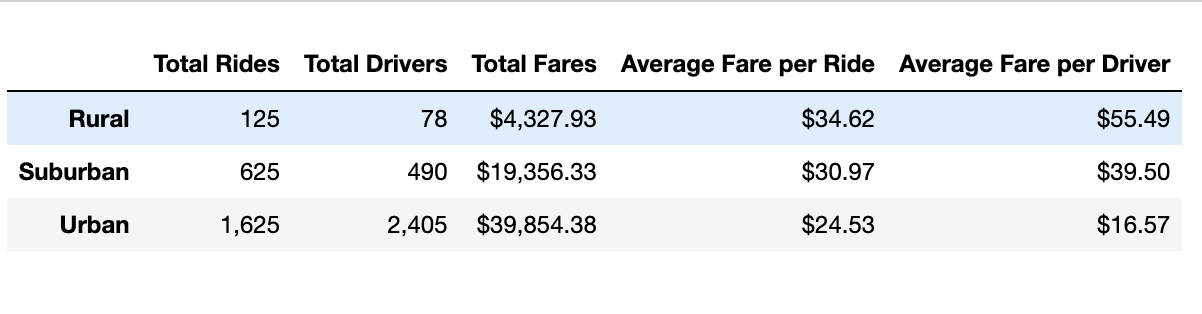 Total Rides Total Drivers Total Fares Average Fare per Ride Average Fare per Driver
Rural 125 78 $4,327.93 $34.62 $55.49
Suburban 625 490 $19,356.33 $30.97 $39.50
Urban 1,625 2,405 $39,854.38 $24.53 $16.57